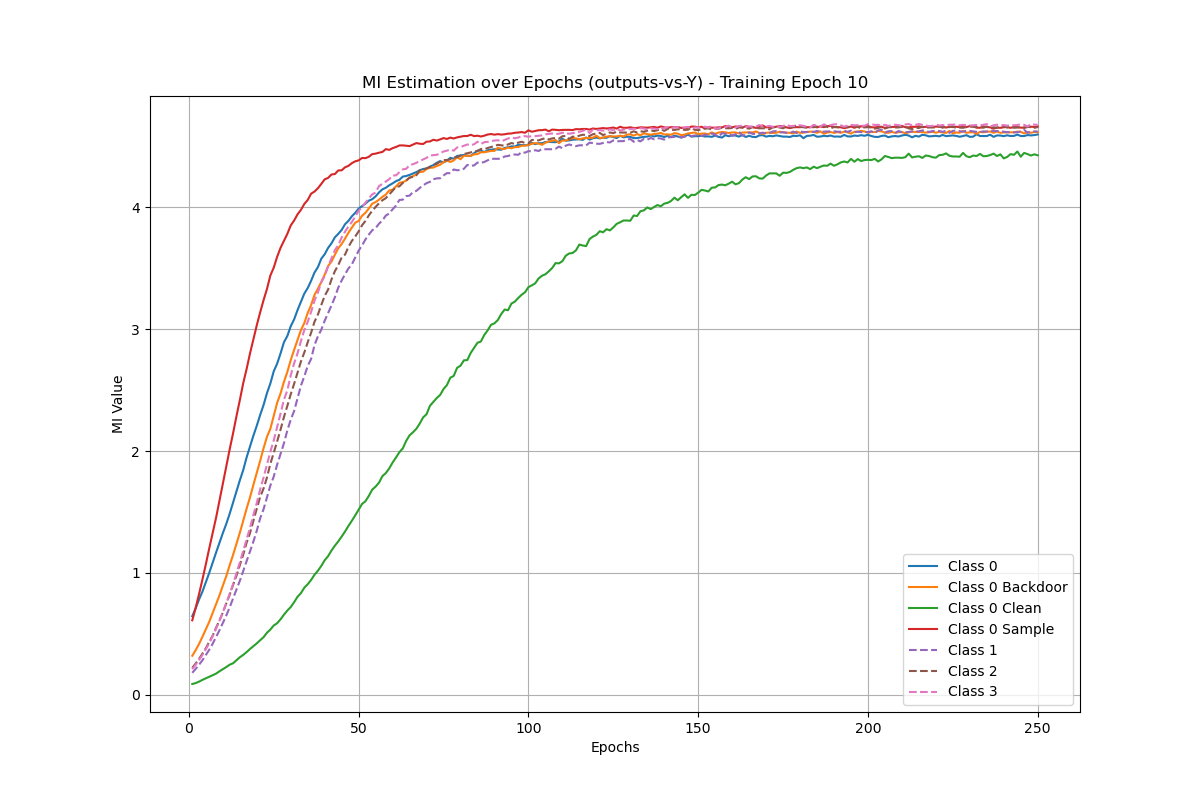 MI Estimation over Epochs (outputs-vs-Y) - Training Epoch 10
MI Value
4
3
2
1
0
0 50 100 150 200 250
Epochs
Class 0
Class 0 Backdoor
Class 0 Clean
Class 0 Sample
Class 1
Class 2
Class 3